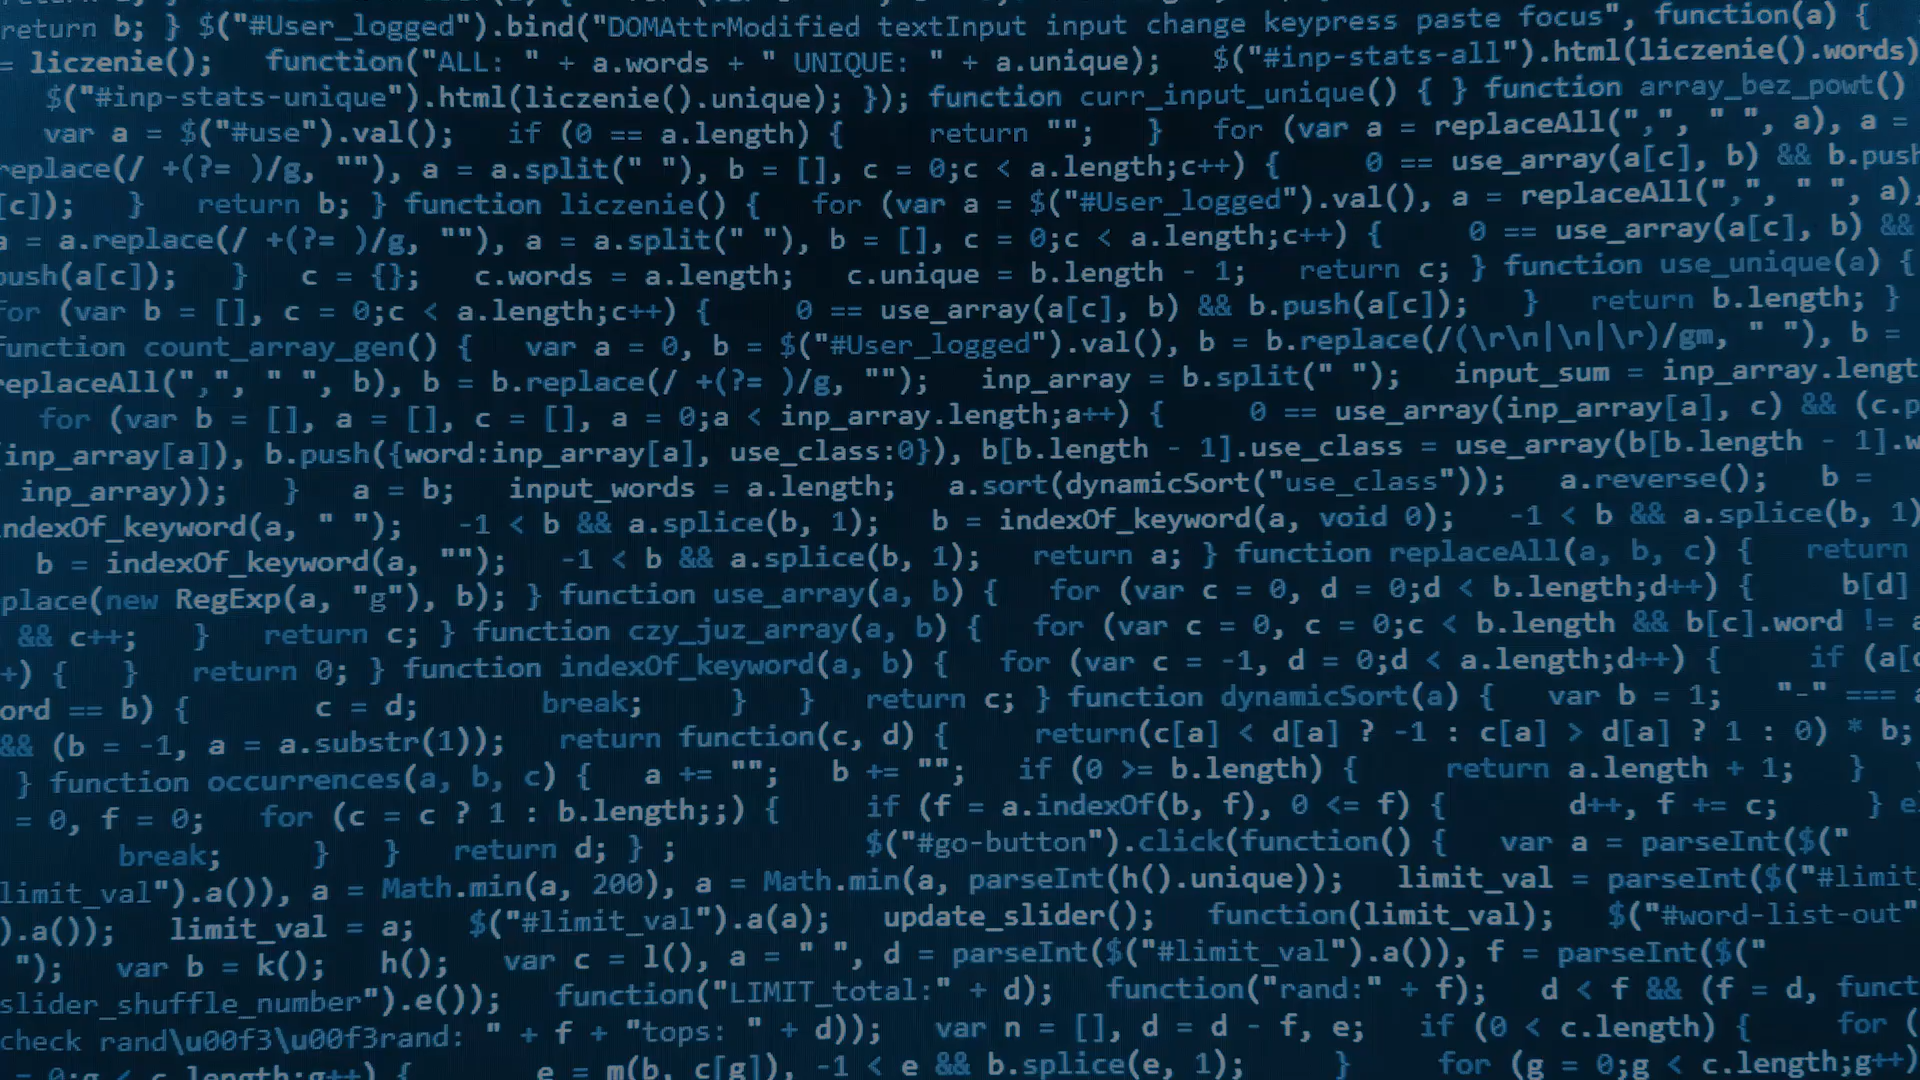 return b; } $("#User_logged").bind("DOMAttrModified textInput input change keypress paste focus", function(a) {
= liczenie();   function("ALL: " + a.words + " UNIQUE: " + a.unique);   $("#inp-stats-all").html(liczenie().words)
$("#inp-stats-unique").html(liczenie().unique); }); function curr_input_unique() { } function array_bez_powt()
var a = $("#use").val();   if (0 == a.length) {     return "";   }   for (var a = replaceAll(",", " ", a), a =
replace(/ +(?= )/g, ""), a = a.split(" "), b = [], c = 0;c < a.length;c++) {     0 == use_array(a[c], b) && b.push
[c]);   }   return b; } function liczenie() {   for (var a = $("#User_logged").val(), a = replaceAll(",", " ", a),
a = a.replace(/ +(?= )/g, ""), a = a.split(" "), b = [], c = 0;c < a.length;c++) {     0 == use_array(a[c], b) &&
push(a[c]);   }   c = {};   c.words = a.length;   c.unique = b.length - 1;   return c; } function use_unique(a) {
for (var b = [], c = 0;c < a.length;c++) {     0 == use_array(a[c], b) && b.push(a[c]);   }   return b.length; }
function count_array_gen() {   var a = 0, b = $("#User_logged").val(), b = b.replace(/(\r\n|\n|\r)/gm, " "), b =
replaceAll(",", " ", b), b = b.replace(/ +(?= )/g, "");   inp_array = b.split(" ");   input_sum = inp_array.lengt
for (var b = [], a = [], c = [], a = 0;a < inp_array.length;a++) {     0 == use_array(inp_array[a], c) && (c.p
(inp_array[a]), b.push({word:inp_array[a], use_class:0}), b[b.length - 1].use_class = use_array(b[b.length - 1].w
inp_array));   }   a = b;   input_words = a.length;   a.sort(dynamicSort("use_class"));   a.reverse();   b =
indexOf_keyword(a, " ");   -1 < b && a.splice(b, 1);   b = indexOf_keyword(a, void 0);   -1 < b && a.splice(b, 1)
b = indexOf_keyword(a, "");   -1 < b && a.splice(b, 1);   return a; } function replaceAll(a, b, c) {   return
place(new RegExp(a, "g"), b); } function use_array(a, b) {   for (var c = 0, d = 0;d < b.length;d++) {     b[d]
&& c++;   }   return c; } function czy_juz_array(a, b) {   for (var c = 0, c = 0;c < b.length && b[c].word != a
+) {   }   return 0; } function indexOf_keyword(a, b) {   for (var c = -1, d = 0;d < a.length;d++) {     if (a[d
ord == b) {       c = d;       break;     }   }   return c; } function dynamicSort(a) {   var b = 1;   "-" ===
&& (b = -1, a = a.substr(1));   return function(c, d) {     return(c[a] < d[a] ? -1 : c[a] > d[a] ? 1 : 0) * b;
} function occurrences(a, b, c) {   a += "";   b += "";   if (0 >= b.length) {     return a.length + 1;   }
= 0, f = 0;   for (c = c ? 1 : b.length;;) {     if (f = a.indexOf(b, f), 0 <= f) {       d++, f += c;     } e
break;     }   }   return d; } ;           $("#go-button").click(function() {   var a = parseInt($("
limit_val").a()), a = Math.min(a, 200), a = Math.min(a, parseInt(h().unique));   limit_val = parseInt($("#limit
).a());   limit_val = a;   $("#limit_val").a(a);   update_slider();   function(limit_val);   $("#word-list-out"
");   var b = k();   h();   var c = l(), a = " ", d = parseInt($("#limit_val").a()), f = parseInt($("
slider_shuffle_number").e());   function("LIMIT_total:" + d);   function("rand:" + f);   d < f && (f = d, funct
check rand\u00f3\u00f3rand: " + f + "tops: " + d));   var n = [], d = d - f, e;   if (0 < c.length) {     for (
= 0;g < c.length;g++) {       e = m(b, c[g]), -1 < e && b.splice(e, 1);     }     for (g = 0;g < c.length;g++)